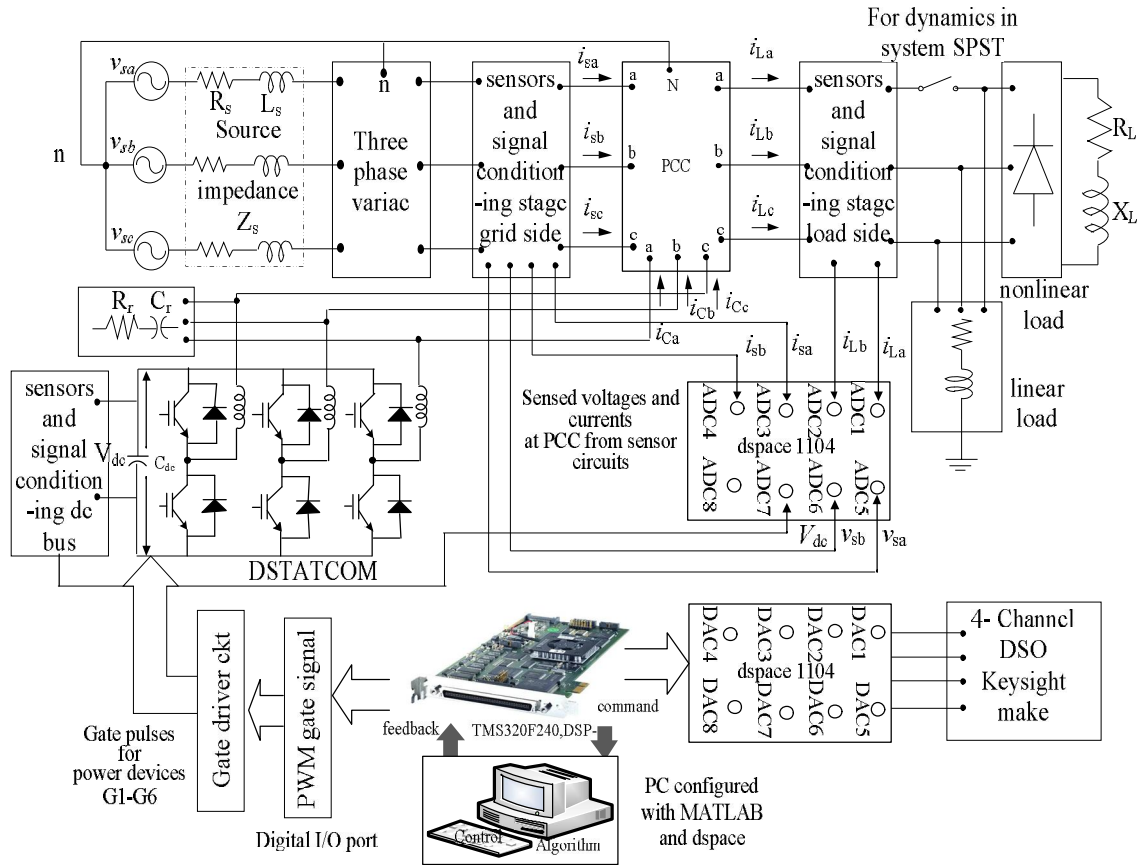 For dynamics in
system SPST
v_sa
R_s
L_s
Source
n
v_sb
impedance
Z_s
v_sc
n
Three
phase
variac
sensors
and
signal
condition
-ing stage
grid side
i_sa
i_sb
i_sc
a
N
a
b
PCC
b
c
c
a
b
c
i_La
i_Lb
i_Lc
sensors
and
signal
condition
-ing stage
load side
R_L
X_L
nonlinear
load
linear
load
i_Ca
i_Cb
i_Cc
R_r
C_r
sensors
and
signal
condition
-ing dc
bus
V_dc
C_dc
DSTATCOM
Sensed voltages and
currents
at PCC from sensor
circuits
i_sb
i_sa
i_Lb
i_La
ADC4
ADC3
ADC2
ADC1
dspace 1104
ADC8
ADC7
ADC6
ADC5
V_dc
v_sb
v_sa
Gate pulses
for
power devices
G1-G6
Gate driver ckt
PWM gate signal
Digital I/O port
feedback
command
TMS320F240,DSP-
Control
Algorithm
PC configured
with MATLAB
and dspace
DAC4
DAC3
DAC2
DAC1
dspace 1104
DAC8
DAC7
DAC6
DAC5
4- Channel
DSO
Keysight
make